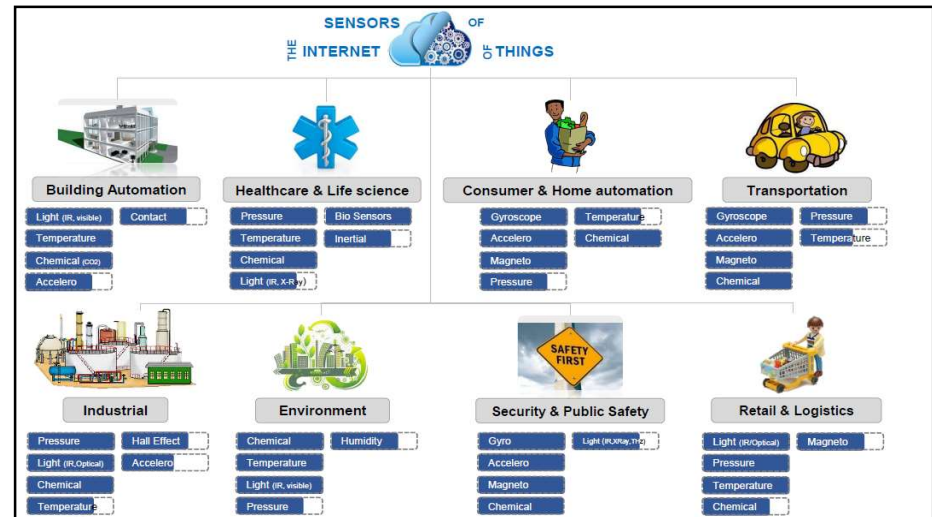 SENSORS OF
THE INTERNET OF THINGS
Building Automation
Light (IR, visible)
Contact
Temperature
Chemical (CO2)
Accelero
Healthcare & Life science
Pressure
Bio Sensors
Temperature
Inertial
Chemical
Light (IR, X-Ray)
Consumer & Home automation
Gyroscope
Temperature
Accelero
Chemical
Magneto
Pressure
Transportation
Gyroscope
Pressure
Accelero
Temperature
Magneto
Chemical
Industrial
Pressure
Hall Effect
Light (IR,Optical)
Accelero
Chemical
Temperature
Environment
Chemical
Humidity
Temperature
Light (IR, visible)
Pressure
SAFETY
FIRST
Security & Public Safety
Gyro
Light (IR,XRay,THz)
Accelero
Magneto
Chemical
Retail & Logistics
Light (IR/Optical)
Magneto
Pressure
Temperature
Chemical